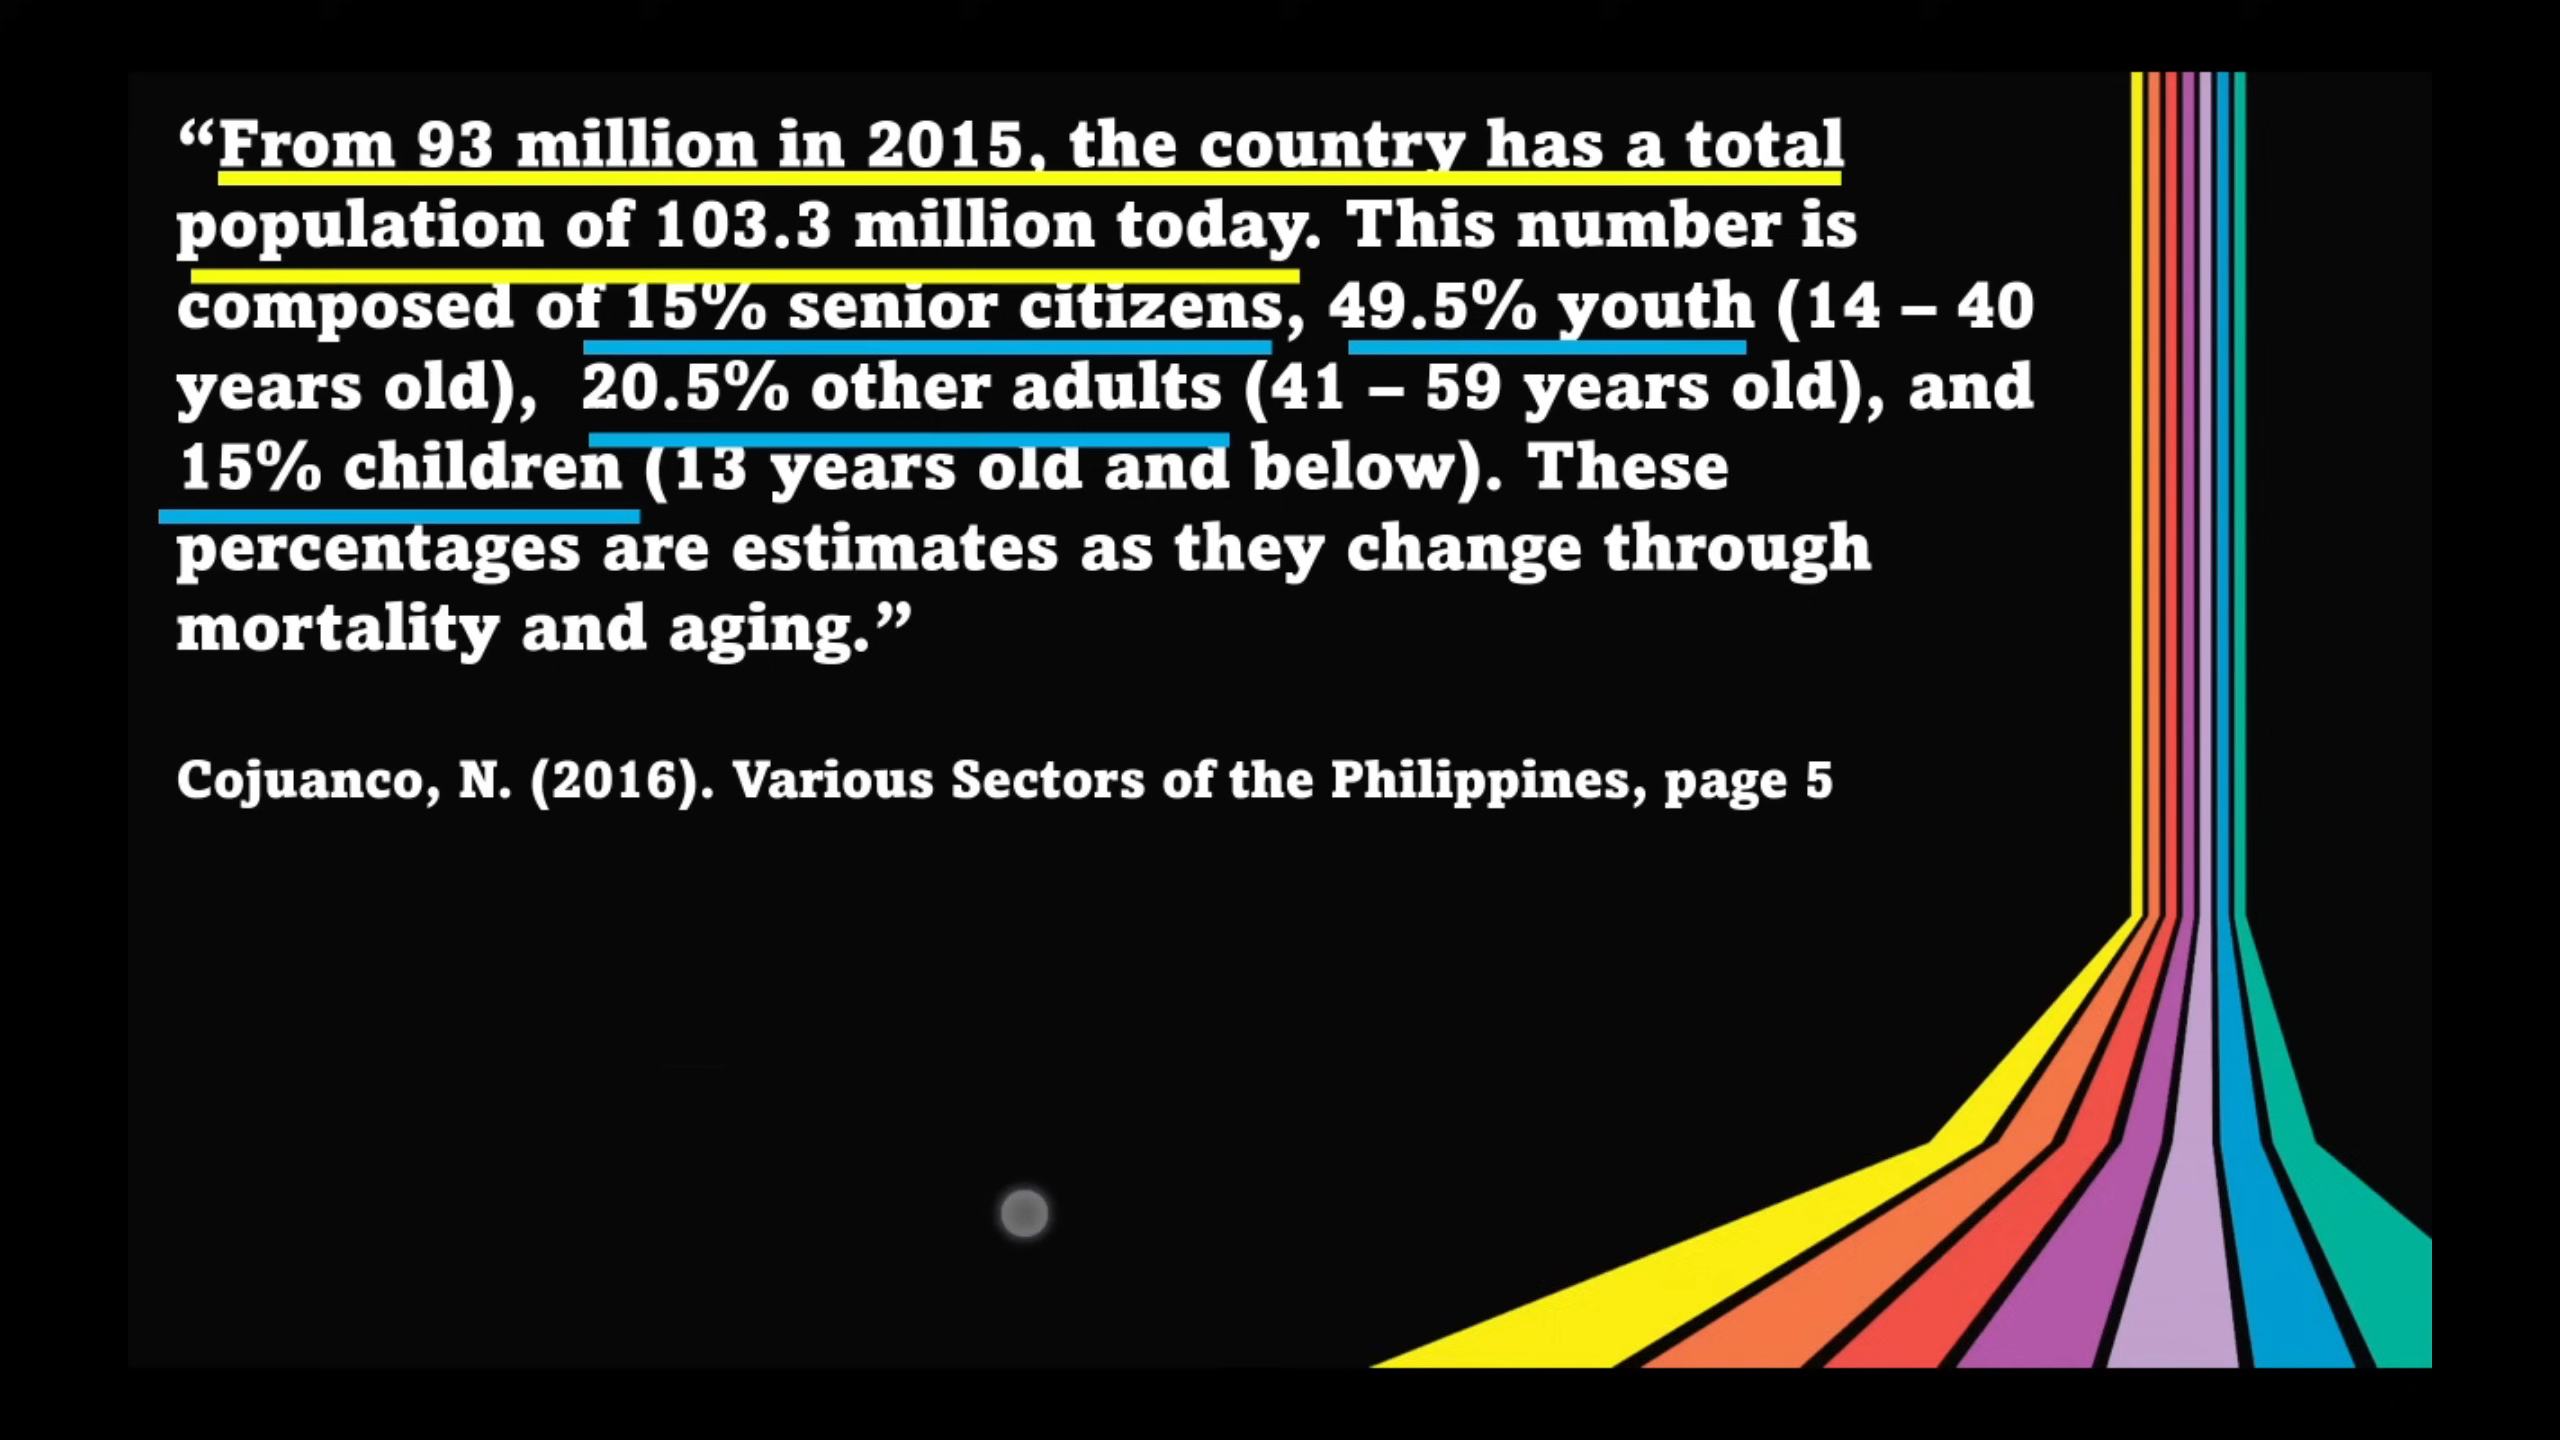 “From 93 million in 2015, the country has a total
population of 103.3 million today. This number is
composed of 15% senior citizens, 49.5% youth (14 – 40
years old),  20.5% other adults (41 – 59 years old), and
15% children (13 years old and below). These
percentages are estimates as they change through
mortality and aging.”
Cojuanco, N. (2016). Various Sectors of the Philippines, page 5